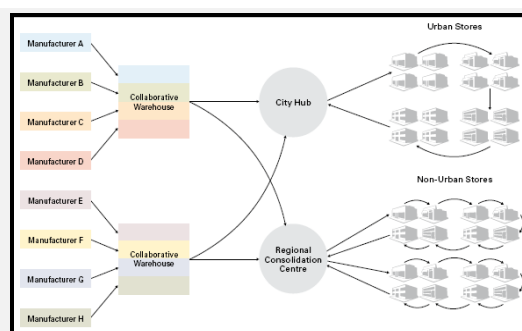 Urban Stores
Manufacturer A
Manufacturer B
Manufacturer C
Manufacturer D
Collaborative
Warehouse
City Hub
Non-Urban Stores
Manufacturer E
Manufacturer F
Manufacturer G
Manufacturer H
Collaborative
Warehouse
Regional
Consolidation
Centre